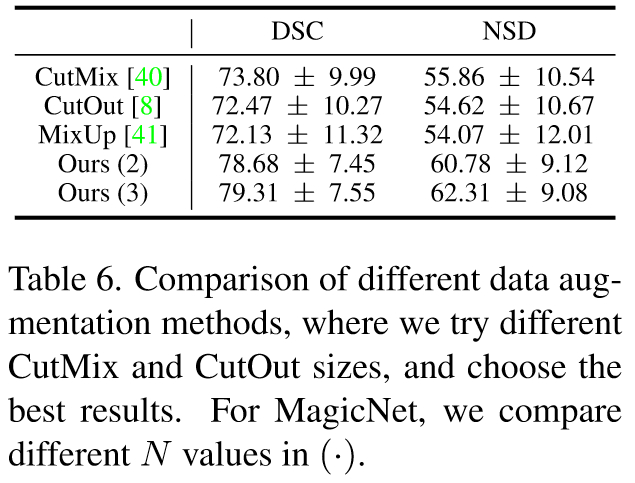 DSC NSD
CutMix [40] 73.80 ± 9.99 55.86 ± 10.54
CutOut [8] 72.47 ± 10.27 54.62 ± 10.67
MixUp [41] 72.13 ± 11.32 54.07 ± 12.01
Ours (2) 78.68 ± 7.45 60.78 ± 9.12
Ours (3) 79.31 ± 7.55 62.31 ± 9.08
Table 6. Comparison of different data aug-
mentation methods, where we try different
CutMix and CutOut sizes, and choose the
best results. For MagicNet, we compare
different N values in (·).